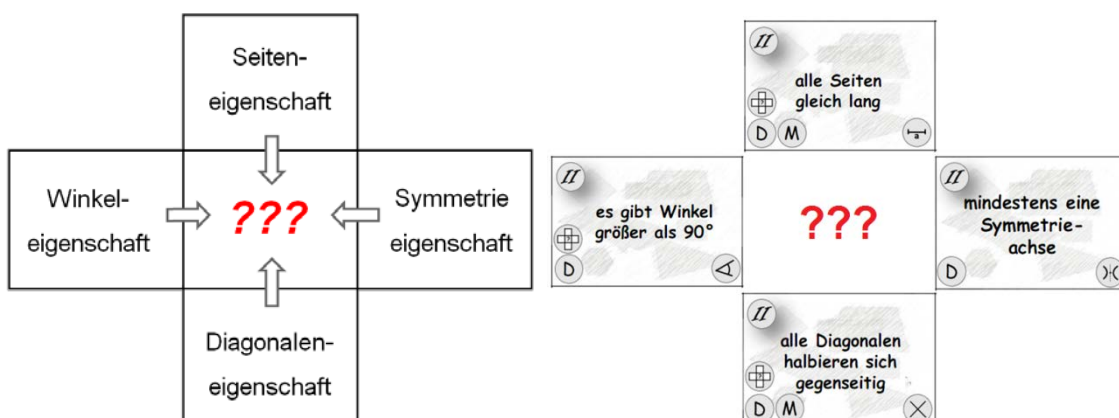 Seiten-
eigenschaft
Winkel-
eigenschaft
???
Symmetrie
eigenschaft
Diagonalen-
eigenschaft
II
alle Seiten
gleich lang
D M
a
II
es gibt Winkel
größer als 90°
D
???
II
mindestens eine
Symmetrie-
achse
D
II
alle Diagonalen
halbieren sich
gegenseitig
D M